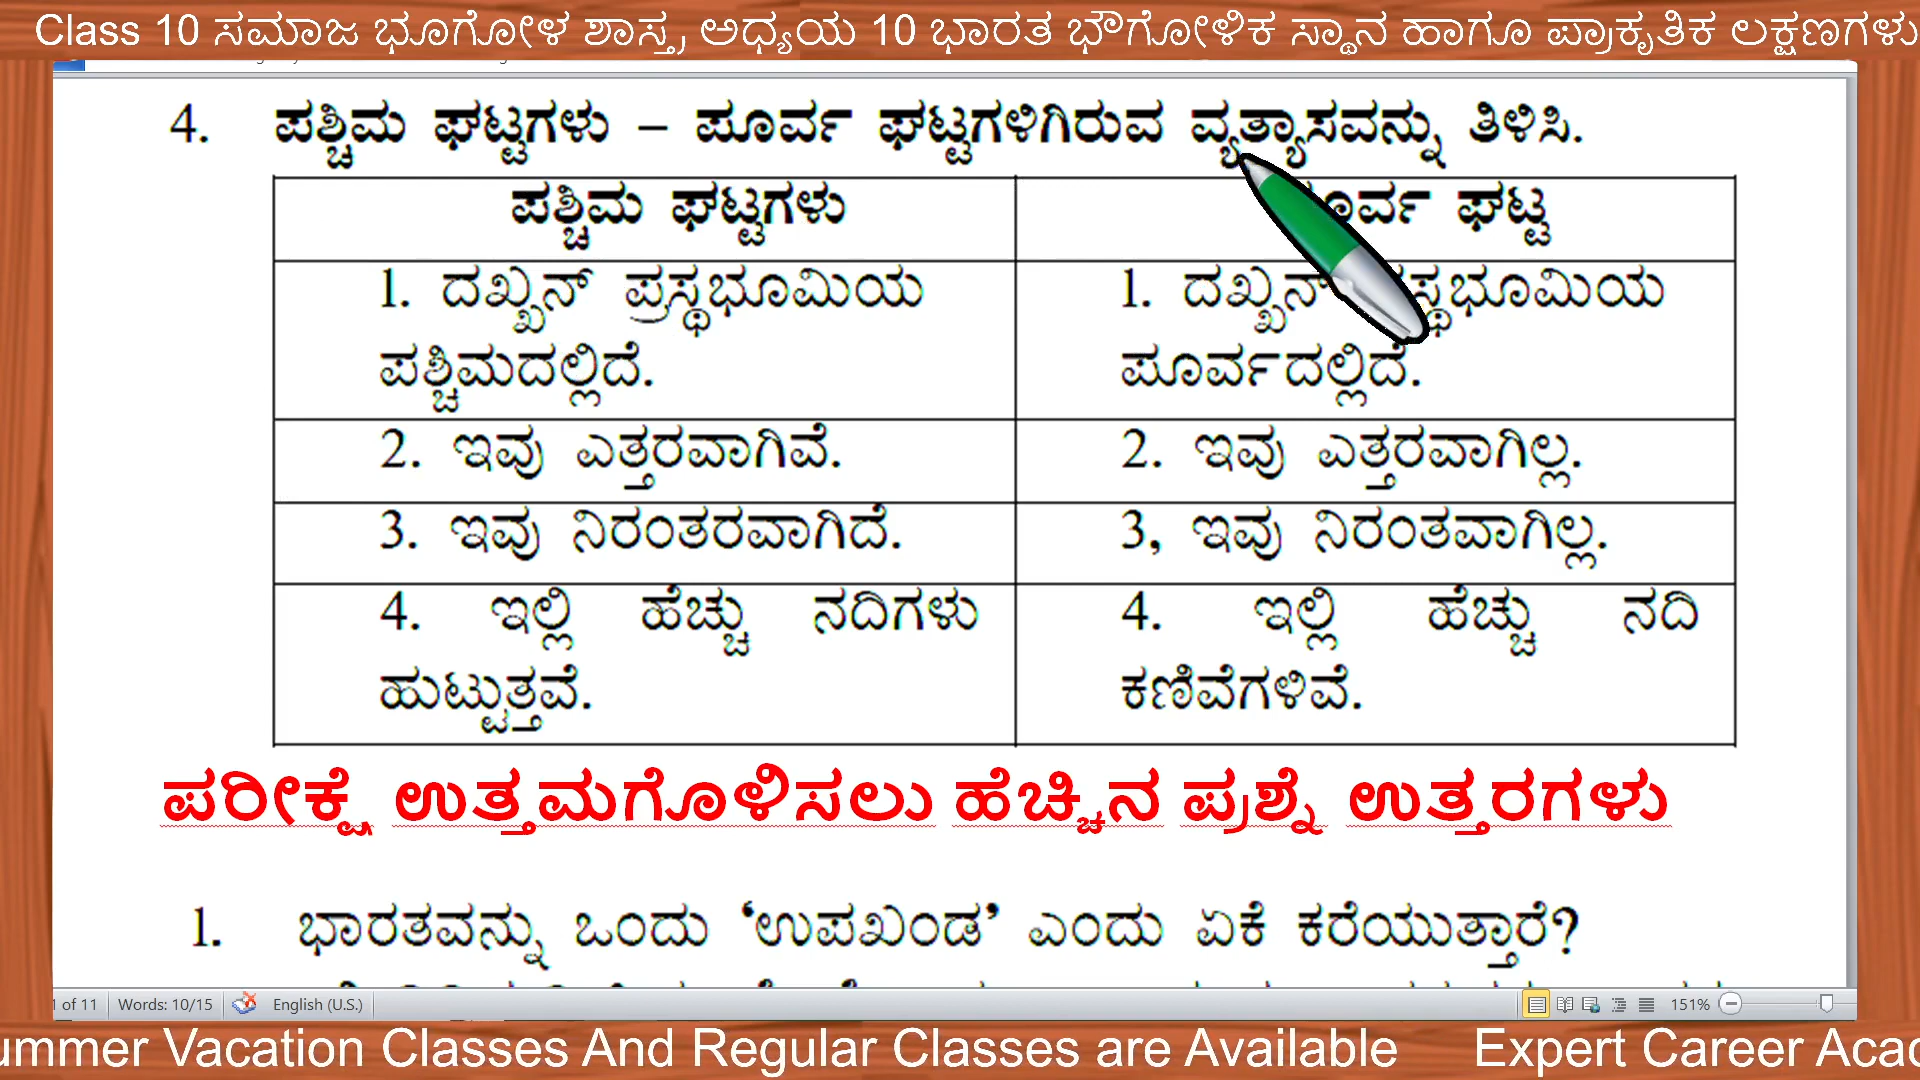 Class 10 ಸಮಾಜ ಭೂಗೋಳ ಶಾಸ್ತ್ರ ಅಧ್ಯಯ 10 ಭಾರತ ಭೌಗೋಳಿಕ ಸ್ಥಾನ ಹಾಗೂ ಪ್ರಾಕೃತಿಕ ಲಕ್ಷಣಗಳು
4. ಪಶ್ಚಿಮ ಘಟ್ಟಗಳು – ಪೂರ್ವ ಘಟ್ಟಗಳಿಗಿರುವ ವ್ಯತ್ಯಾಸವನ್ನು ತಿಳಿಸಿ.
ಪಶ್ಚಿಮ ಘಟ್ಟಗಳು
ಘಟ್ಟ
1. ದಖ್ಖನ್ ಪ್ರಸ್ಥಭೂಮಿಯ
ಪಶ್ಚಿಮದಲ್ಲಿದೆ.
1. ದಖ್ಖನ್
ಪೂರ್ವದಲ್ಲಿದೆ.
2. ಇವು ಎತ್ತರವಾಗಿವೆ.
2. ಇವು ಎತ್ತರವಾಗಿಲ್ಲ.
3. ಇವು ನಿರಂತರವಾಗಿದೆ.
3, ಇವು ನಿರಂತವಾಗಿಲ್ಲ.
4. ಇಲ್ಲಿ ಹೆಚ್ಚು ನದಿಗಳು
ಹುಟ್ಟುತ್ತವೆ.
4. ಇಲ್ಲಿ ಹೆಚ್ಚು ನದಿ
ಕಣಿವೆಗಳಿವೆ.
ಪರೀಕ್ಷೆ ಉತ್ತಮಗೊಳಿಸಲು ಹೆಚ್ಚಿನ ಪ್ರಶ್ನೆ ಉತ್ತರಗಳು
1. ಭಾರತವನ್ನು ಒಂದು ‘ಉಪಖಂಡ’ ಎಂದು ಏಕೆ ಕರೆಯುತ್ತಾರೆ?
of 11 Words: 10/15 English (U.S.) 151%
ummer Vacation Classes And Regular Classes are Available Expert Career Acad